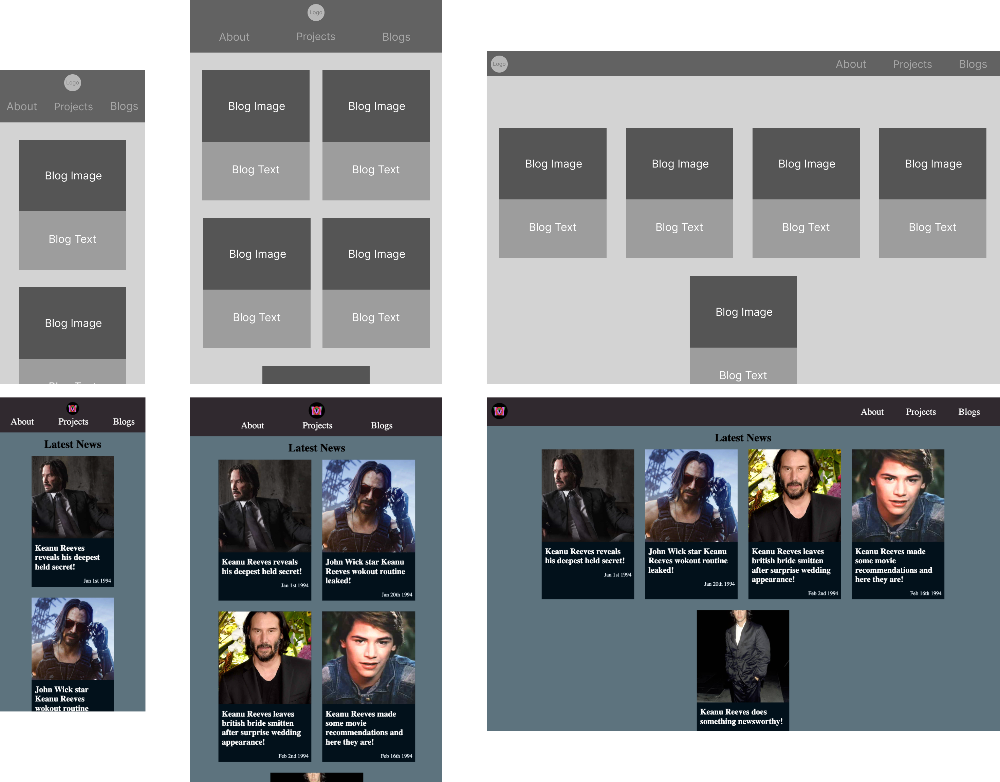 Logo
About Projects Blogs
Blog Image
Blog Text
Blog Image
Logo
About Projects Blogs
Blog Image Blog Image
Blog Text Blog Text
Blog Image Blog Image
Blog Text Blog Text
Logo About Projects Blogs
Blog Image Blog Image Blog Image Blog Image
Blog Text Blog Text Blog Text Blog Text
Blog Image
Blog Text
About Projects Blogs
Latest News
Keanu Reeves
reveals his deepest
held secret!
Jan 1st 1994
John Wick star
Keanu Reeves
wokout routine
About Projects Blogs
Latest News
Keanu Reeves reveals
his deepest held secret!
Jan 1st 1994
John Wick star Keanu
Reeves wokout routine
leaked!
Jan 20th 1994
Keanu Reeves leaves
british bride smitten
after surprise wedding
appearance!
Feb 2nd 1994
Keanu Reeves made
some movie
recommendations and
here they are!
Feb 16th 1994
About Projects Blogs
Latest News
Keanu Reeves reveals
his deepest held secret!
Jan 1st 1994
John Wick star Keanu
Reeves wokout routine
leaked!
Jan 20th 1994
Keanu Reeves leaves
british bride smitten
after surprise wedding
appearance!
Feb 2nd 1994
Keanu Reeves made
some movie
recommendations and
here they are!
Feb 16th 1994
Keanu Reeves does
something newsworthy!